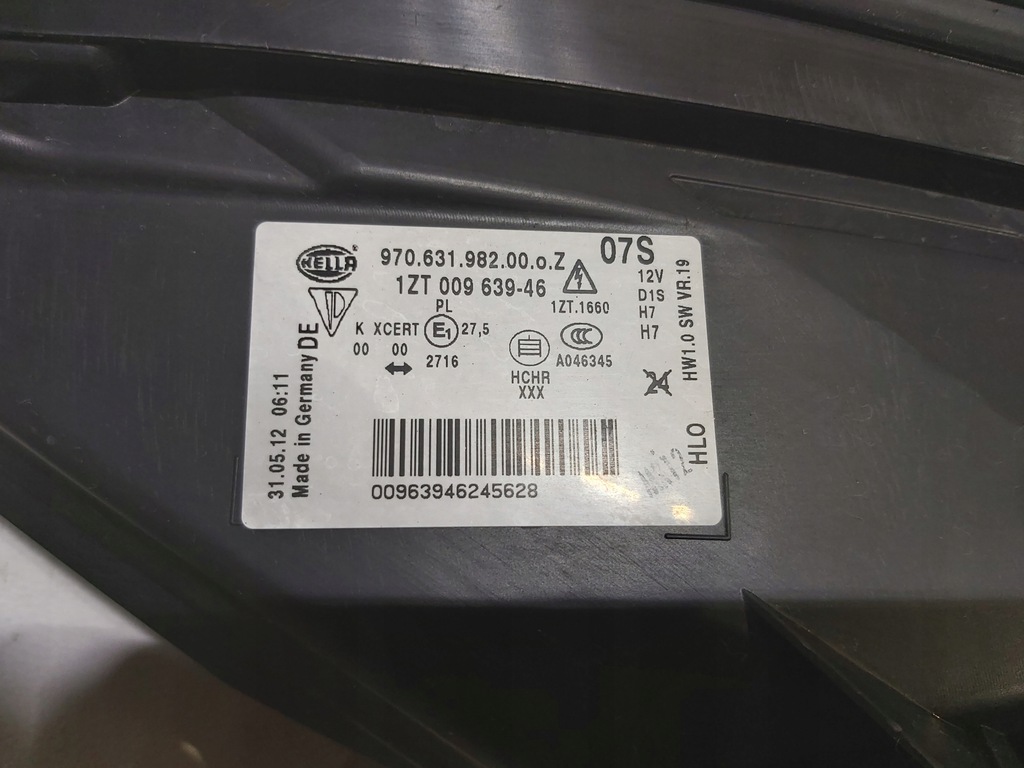 HELLA
970.631.982.00.o.Z
07S
1ZT 009 639-46
1ZT.1660
12V
D1S
H7
H7
HW1.0 SW VR.19
PL
K XCERT E1 27,5
00 00
2716
HCHR
XXX
CCC
A046345
24
DE
31.05.12 06:11
Made in Germany
00963946245628
HLO